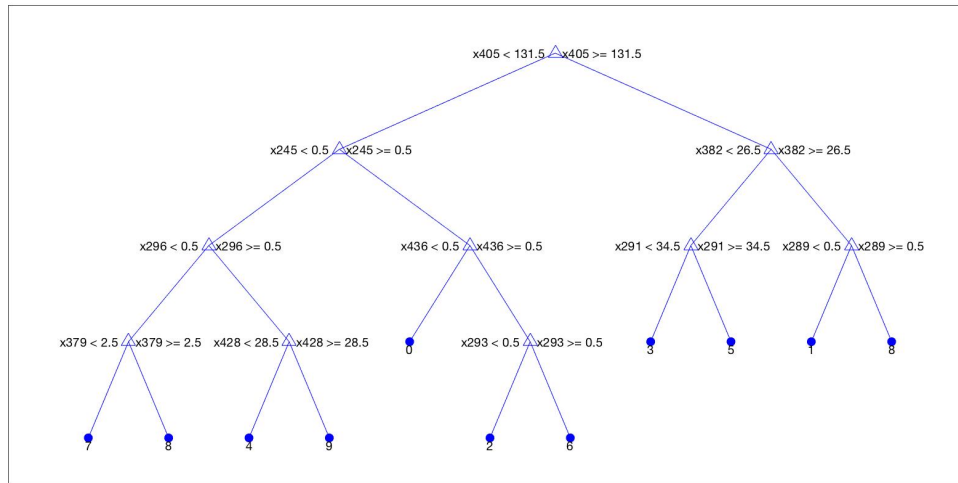 x405 < 131.5 x405 >= 131.5
x245 < 0.5 x245 >= 0.5 x382 < 26.5 x382 >= 26.5
x296 < 0.5 x296 >= 0.5 x436 < 0.5 x436 >= 0.5 x291 < 34.5 x291 >= 34.5 x289 < 0.5 x289 >= 0.5
x379 < 2.5 x379 >= 2.5 x428 < 28.5 x428 >= 28.5 0 x293 < 0.5 x293 >= 0.5 3 5 1 8
7 8 4 9 2 6